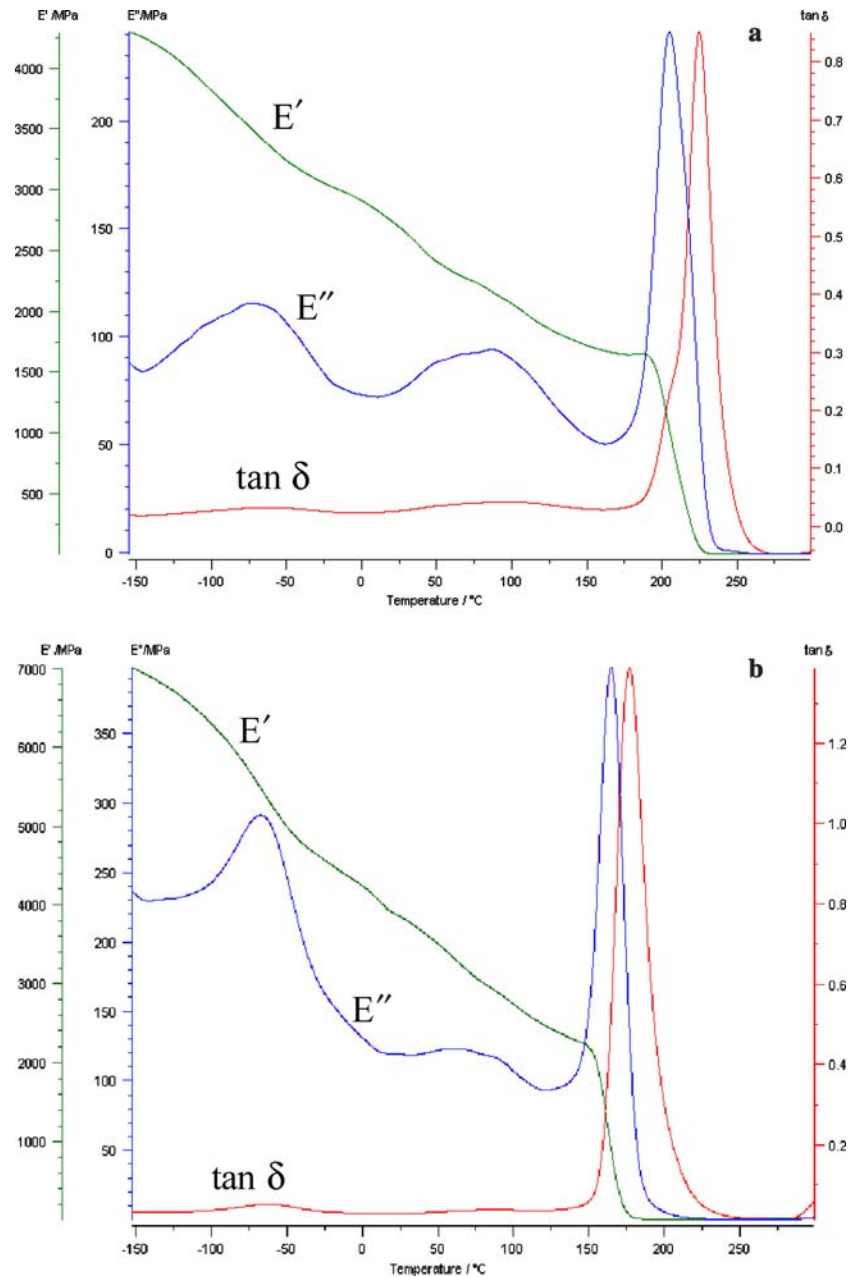 E' /MPa E"/MPa a tan δ
4000 3500 3000 2500 2000 1500 1000 500
200 150 100 50 0
0.8 0.7 0.6 0.5 0.4 0.3 0.2 0.1 0.0
E′
E″
tan δ
-150 -100 -50 0 50 100 150 200 250
Temperature / °C
E' /MPa E"/MPa b tan δ
7000 6000 5000 4000 3000 2000 1000
350 300 250 200 150 100 50
1.2 1.0 0.8 0.6 0.4 0.2
E′
E″
tan δ
-150 -100 -50 0 50 100 150 200 250
Temperature / °C